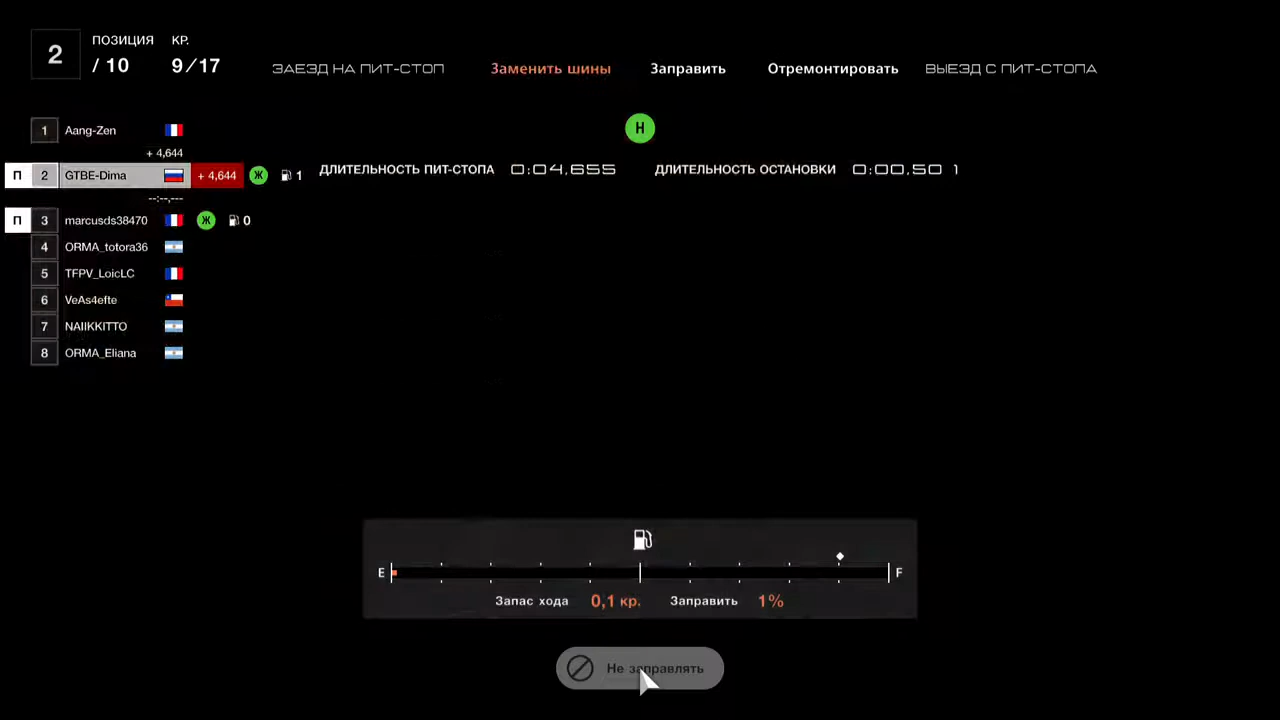 2
ПОЗИЦИЯ КР.
/ 10 9/17
ЗАЕЗД НА ПИТ-СТОП Заменить шины Заправить Отремонтировать ВЫЕЗД С ПИТ-СТОПА
1 Aang-Zen
Н
+ 4,644
П 2 GTBE-Dima + 4,644 Ж 1
ДЛИТЕЛЬНОСТЬ ПИТ-СТОПА 0:04,655 ДЛИТЕЛЬНОСТЬ ОСТАНОВКИ 0:00,501
--:--,---
П 3 marcusds38470 Ж 0
4 ORMA_totora36
5 TFPV_LoicLC
6 VeAs4efte
7 NAIIKKITTO
8 ORMA_Eliana
E F
Запас хода 0,1 кр. Заправить 1%
Не заправлять